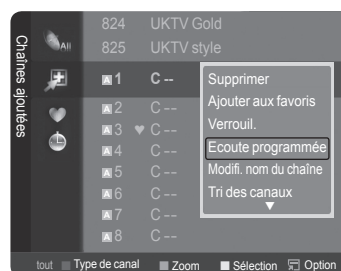 Chaînes ajoutées
All
824 UKTV Gold
825 UKTV style
A 1 C --
A 2 C --
A 3 ♥ C --
A 4 C --
A 5 C --
A 6 C --
A 7 C --
A 8 C --
Supprimer
Ajouter aux favoris
Verrouil.
Ecoute programmée
Modifi. nom du chaîne
Tri des canaux
tout Type de canal Zoom Sélection Option